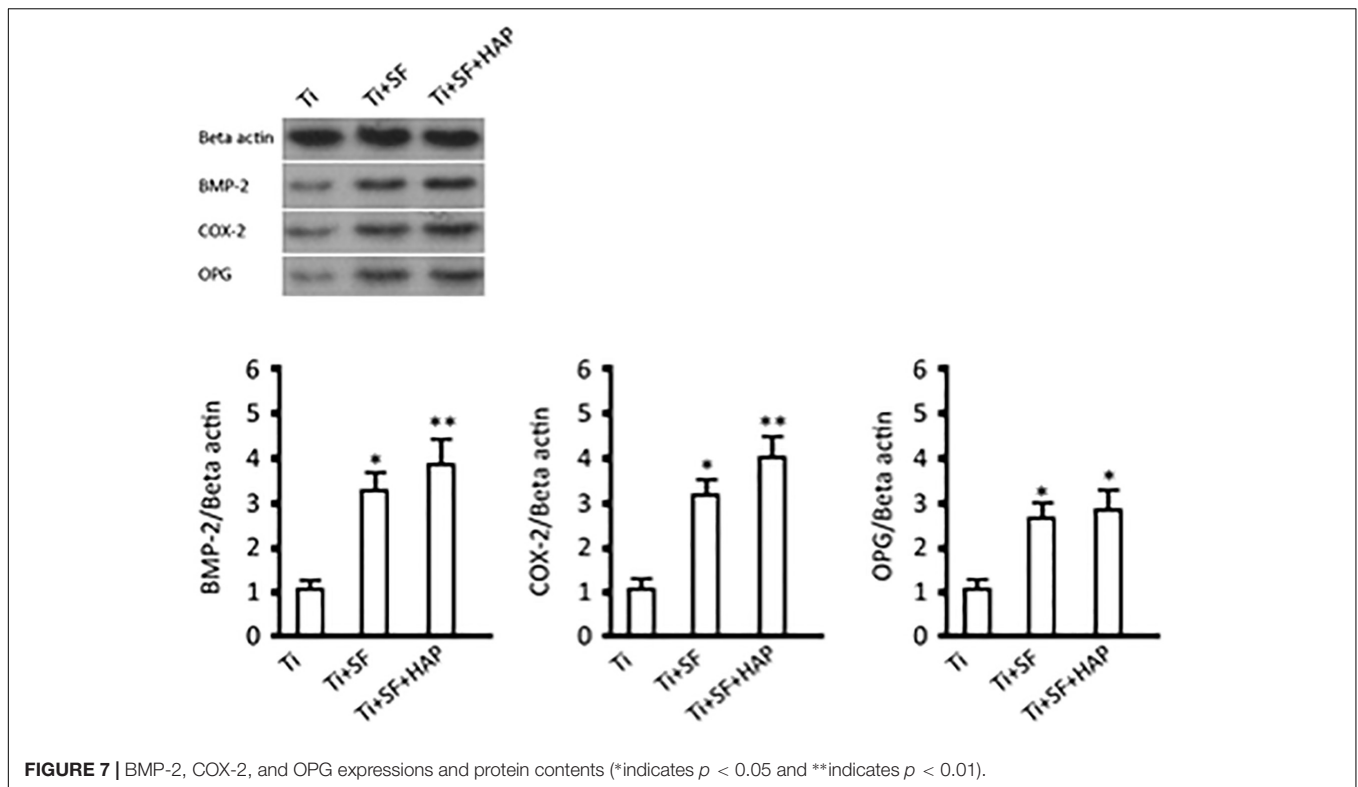 Ti Ti+SF Ti+SF+HAP
Beta actin
BMP-2
COX-2
OPG
BMP-2/Beta actin
6
5
4
3
2
1
0
*
**
Ti Ti+SF Ti+SF+HAP
COX-2/Beta actin
6
5
4
3
2
1
0
*
**
Ti Ti+SF Ti+SF+HAP
OPG/Beta actin
6
5
4
3
2
1
0
*
*
Ti Ti+SF Ti+SF+HAP
FIGURE 7 | BMP-2, COX-2, and OPG expressions and protein contents (*indicates p < 0.05 and **indicates p < 0.01).